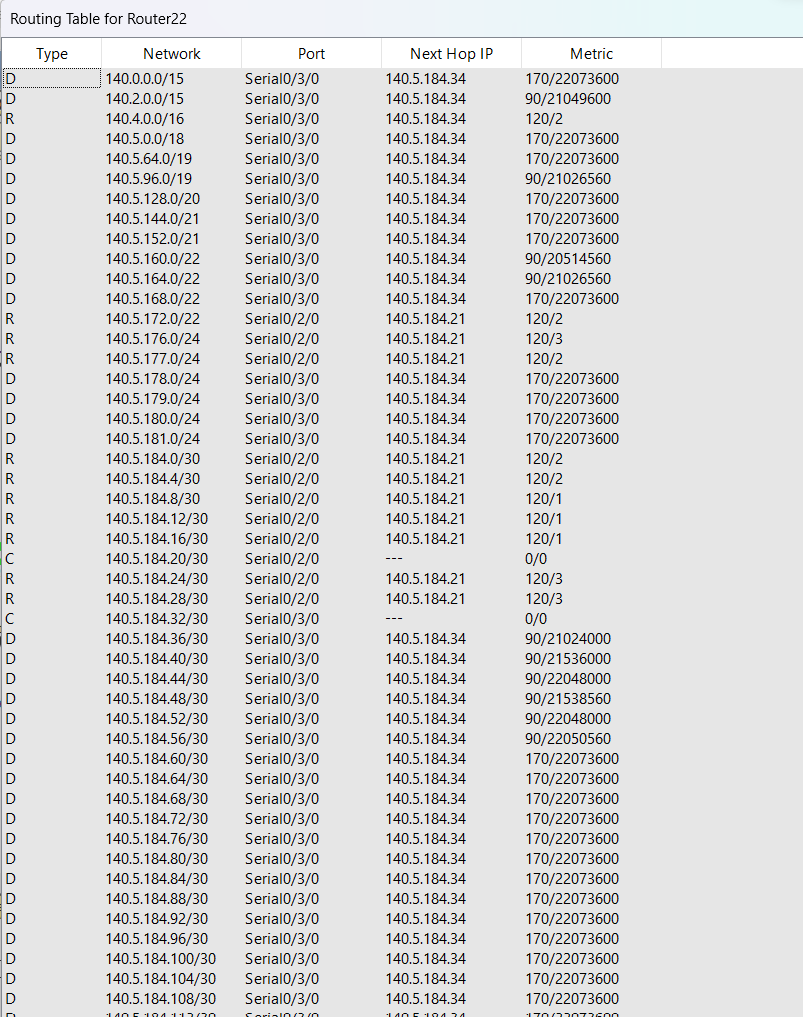 Routing Table for Router22
Type Network Port Next Hop IP Metric
D 140.0.0.0/15 Serial0/3/0 140.5.184.34 170/22073600
D 140.2.0.0/15 Serial0/3/0 140.5.184.34 90/21049600
R 140.4.0.0/16 Serial0/3/0 140.5.184.34 120/2
D 140.5.0.0/18 Serial0/3/0 140.5.184.34 170/22073600
D 140.5.64.0/19 Serial0/3/0 140.5.184.34 170/22073600
D 140.5.96.0/19 Serial0/3/0 140.5.184.34 90/21026560
D 140.5.128.0/20 Serial0/3/0 140.5.184.34 170/22073600
D 140.5.144.0/21 Serial0/3/0 140.5.184.34 170/22073600
D 140.5.152.0/21 Serial0/3/0 140.5.184.34 170/22073600
D 140.5.160.0/22 Serial0/3/0 140.5.184.34 90/20514560
D 140.5.164.0/22 Serial0/3/0 140.5.184.34 90/21026560
D 140.5.168.0/22 Serial0/3/0 140.5.184.34 170/22073600
R 140.5.172.0/22 Serial0/2/0 140.5.184.21 120/2
R 140.5.176.0/24 Serial0/2/0 140.5.184.21 120/3
R 140.5.177.0/24 Serial0/2/0 140.5.184.21 120/2
D 140.5.178.0/24 Serial0/3/0 140.5.184.34 170/22073600
D 140.5.179.0/24 Serial0/3/0 140.5.184.34 170/22073600
D 140.5.180.0/24 Serial0/3/0 140.5.184.34 170/22073600
D 140.5.181.0/24 Serial0/3/0 140.5.184.34 170/22073600
R 140.5.184.0/30 Serial0/2/0 140.5.184.21 120/2
R 140.5.184.4/30 Serial0/2/0 140.5.184.21 120/2
R 140.5.184.8/30 Serial0/2/0 140.5.184.21 120/1
R 140.5.184.12/30 Serial0/2/0 140.5.184.21 120/1
R 140.5.184.16/30 Serial0/2/0 140.5.184.21 120/1
C 140.5.184.20/30 Serial0/2/0 --- 0/0
R 140.5.184.24/30 Serial0/2/0 140.5.184.21 120/3
R 140.5.184.28/30 Serial0/2/0 140.5.184.21 120/3
C 140.5.184.32/30 Serial0/3/0 --- 0/0
D 140.5.184.36/30 Serial0/3/0 140.5.184.34 90/21024000
D 140.5.184.40/30 Serial0/3/0 140.5.184.34 90/21536000
D 140.5.184.44/30 Serial0/3/0 140.5.184.34 90/22048000
D 140.5.184.48/30 Serial0/3/0 140.5.184.34 90/21538560
D 140.5.184.52/30 Serial0/3/0 140.5.184.34 90/22048000
D 140.5.184.56/30 Serial0/3/0 140.5.184.34 90/22050560
D 140.5.184.60/30 Serial0/3/0 140.5.184.34 170/22073600
D 140.5.184.64/30 Serial0/3/0 140.5.184.34 170/22073600
D 140.5.184.68/30 Serial0/3/0 140.5.184.34 170/22073600
D 140.5.184.72/30 Serial0/3/0 140.5.184.34 170/22073600
D 140.5.184.76/30 Serial0/3/0 140.5.184.34 170/22073600
D 140.5.184.80/30 Serial0/3/0 140.5.184.34 170/22073600
D 140.5.184.84/30 Serial0/3/0 140.5.184.34 170/22073600
D 140.5.184.88/30 Serial0/3/0 140.5.184.34 170/22073600
D 140.5.184.92/30 Serial0/3/0 140.5.184.34 170/22073600
D 140.5.184.96/30 Serial0/3/0 140.5.184.34 170/22073600
D 140.5.184.100/30 Serial0/3/0 140.5.184.34 170/22073600
D 140.5.184.104/30 Serial0/3/0 140.5.184.34 170/22073600
D 140.5.184.108/30 Serial0/3/0 140.5.184.34 170/22073600